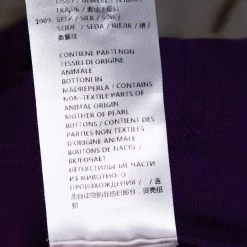 100% SETA / SILK / SOIE /
SEIDE / SEDA /
CONTIENE PARTI NON
TESSILI DI ORIGINE
ANIMALE
BOTTONI IN
MADREPERLA / CONTAINS
NON-TEXTILE PARTS OF
ANIMAL ORIGIN
MOTHER OF PEARL
BUTTONS / CONTIENT DES
PARTIES NON TEXTILES
D'ORIGINE ANIMALE
BOUTONS DE NACRE /
ВКЛЮЧАЕТ
НЕТЕКСТИЛЬНЫЕ ЧАСТИ
ИЗ ЖИВОТНОГО
ПРОИСХОЖДЕНИЯ / / 含